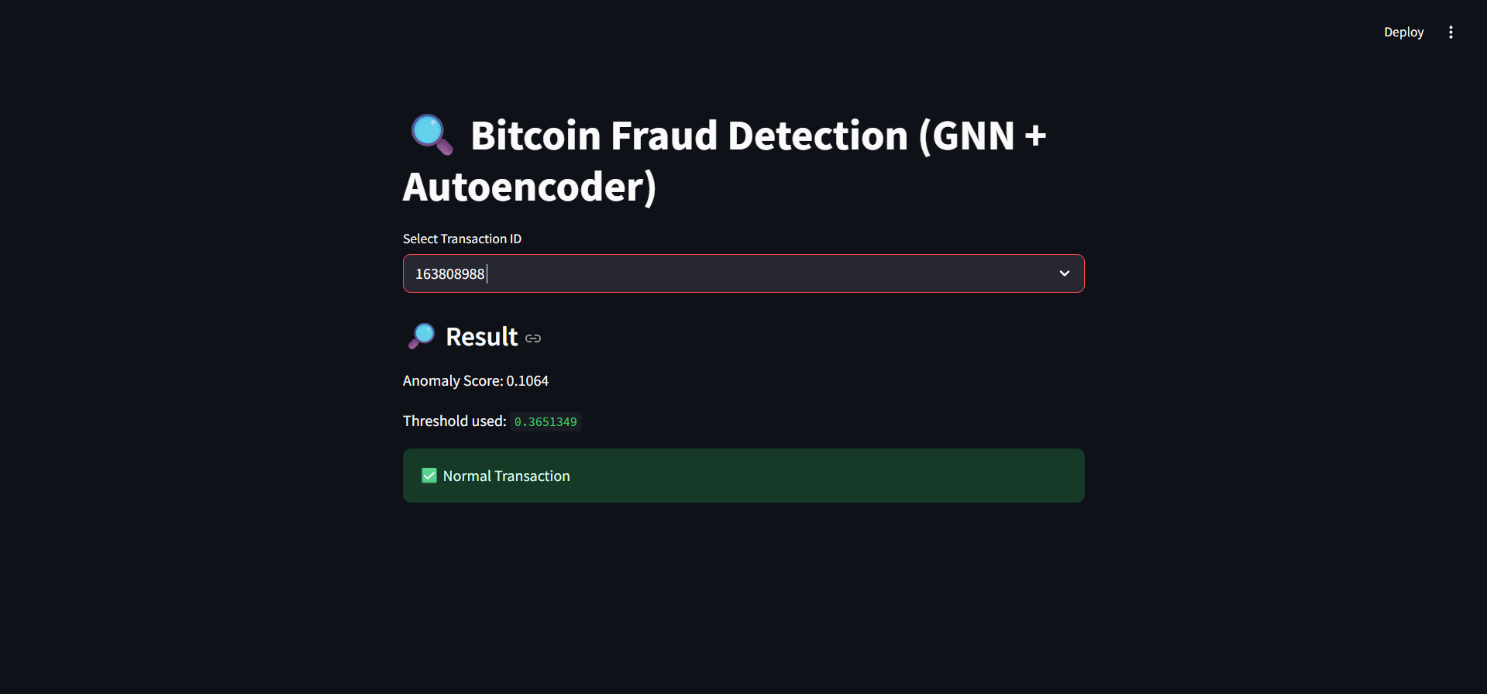 Deploy
Bitcoin Fraud Detection (GNN +
Autoencoder)
Select Transaction ID
163808988
Result
Anomaly Score: 0.1064
Threshold used: 0.3651349
Normal Transaction